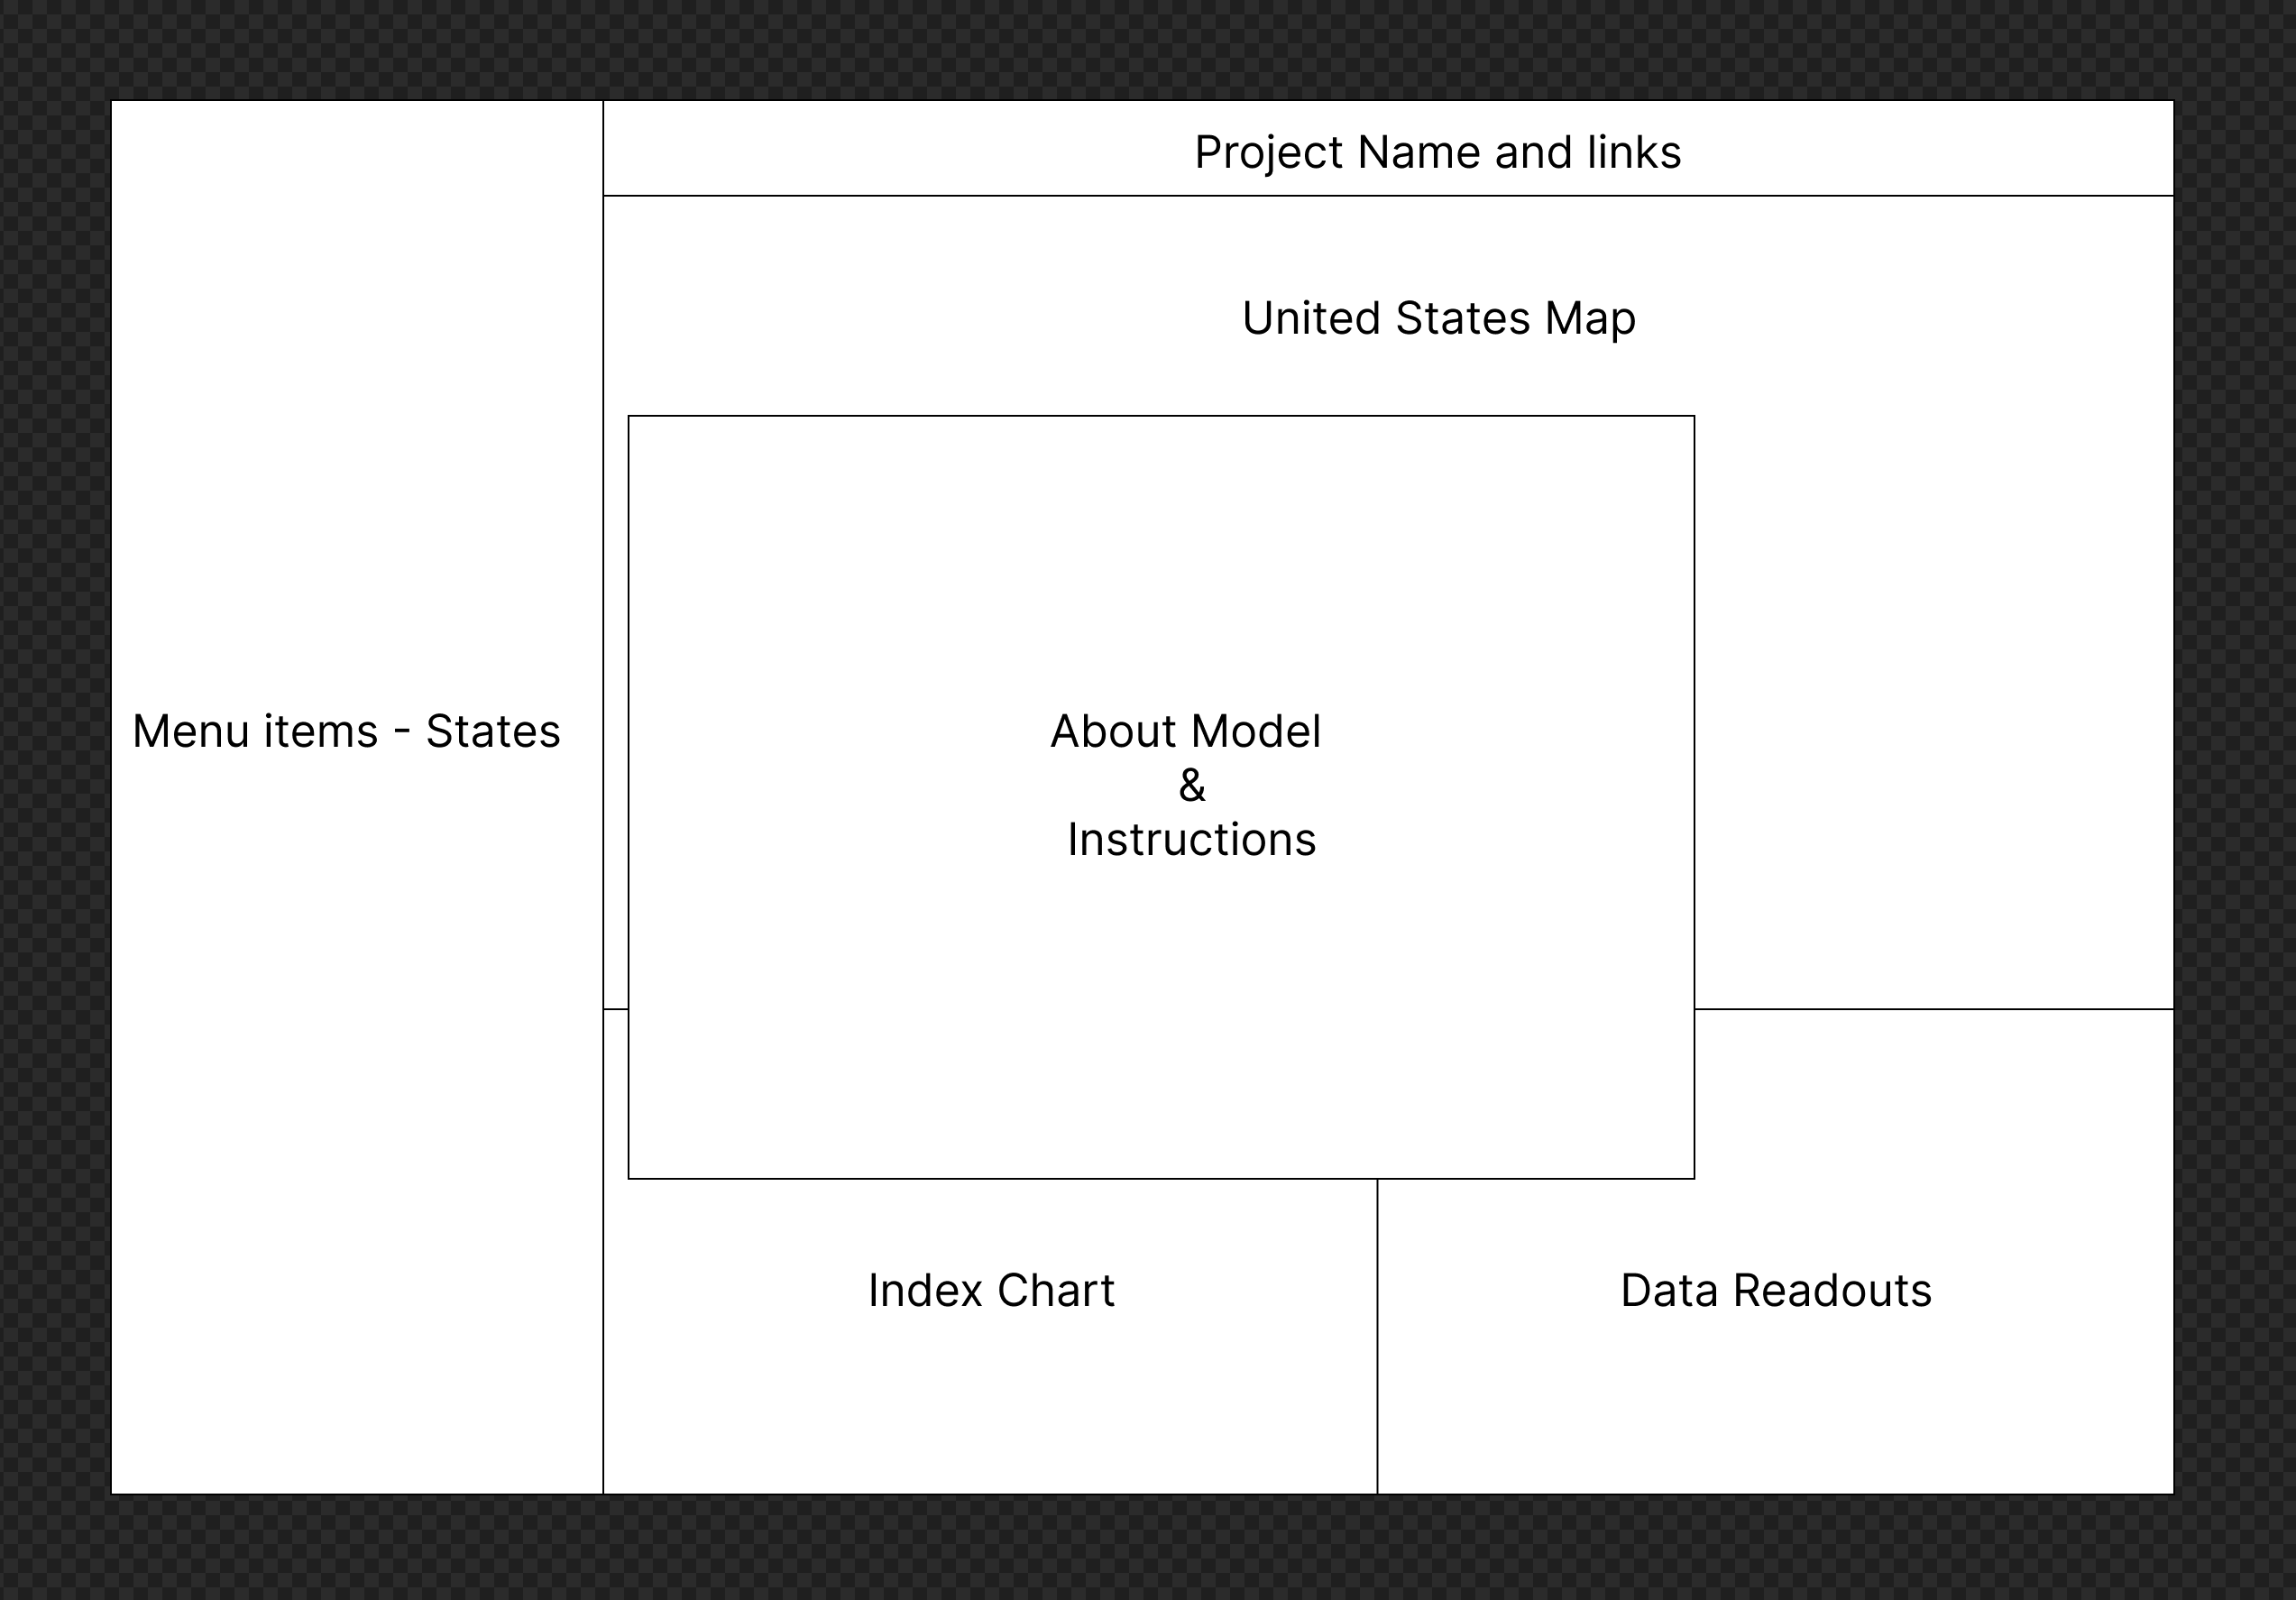 Project Name and links
United States Map
Menu items - States
About Model
&
Instructions
Index Chart
Data Readouts